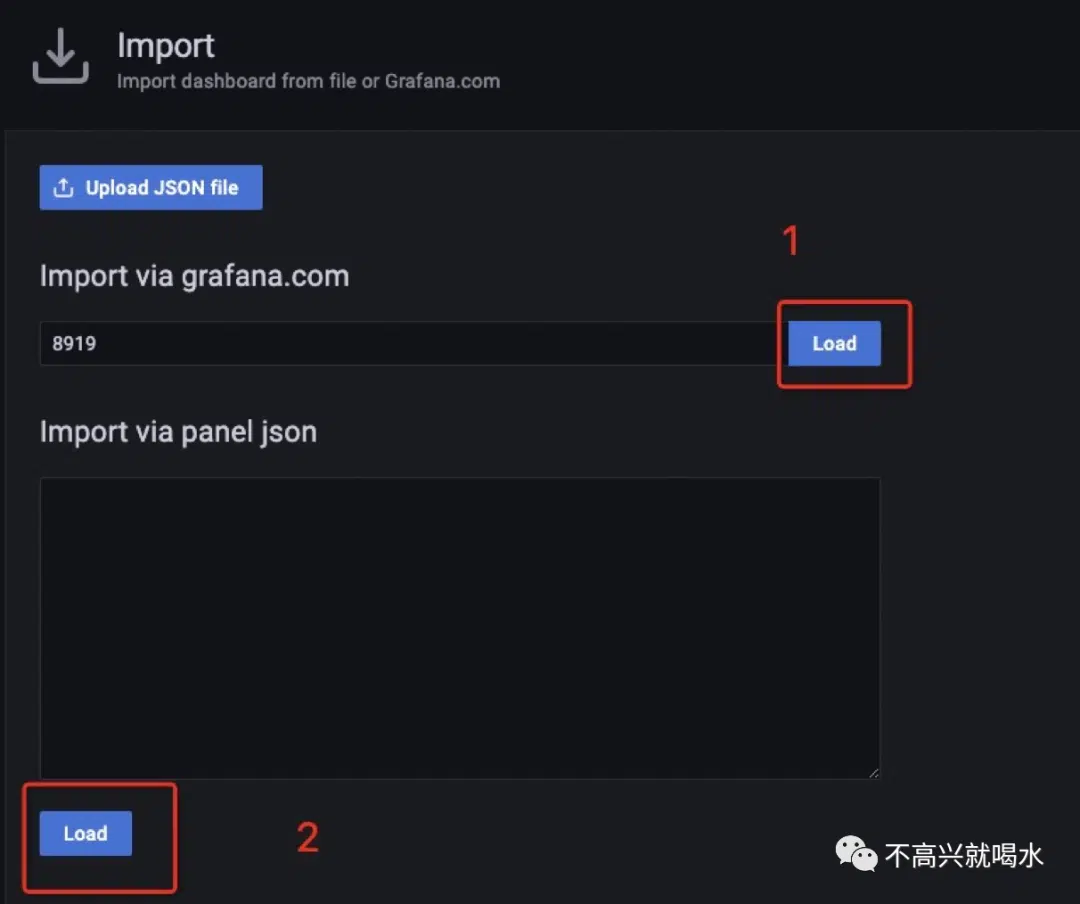 Import
Import dashboard from file or Grafana.com
Upload JSON file
1
Import via grafana.com
8919
Load
Import via panel json
Load
2
不高兴就喝水